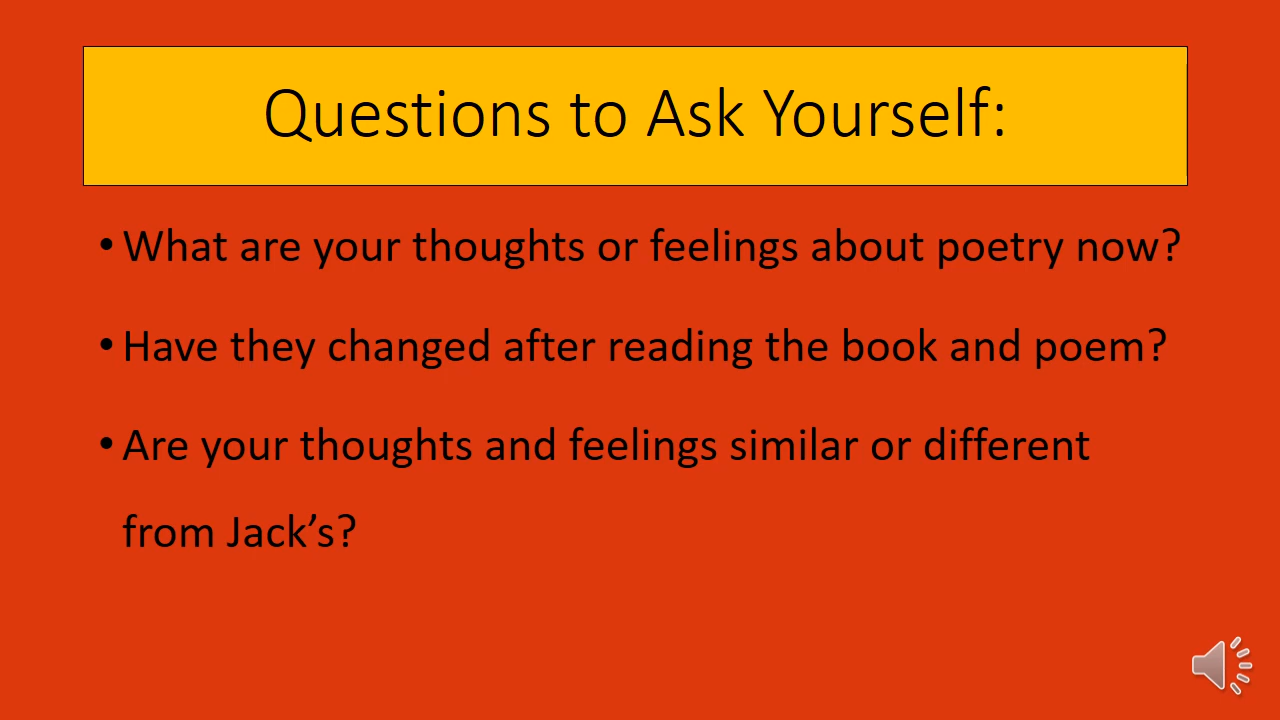 Questions to Ask Yourself:
• What are your thoughts or feelings about poetry now?
• Have they changed after reading the book and poem?
• Are your thoughts and feelings similar or different
from Jack’s?